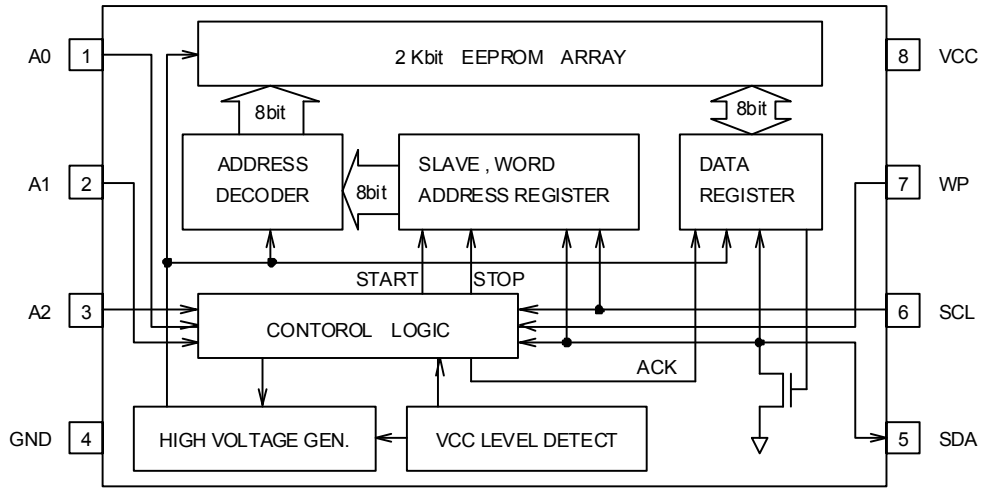 A0 1
2 Kbit EEPROM ARRAY
8 VCC
8bit
8bit
ADDRESS
DECODER
8bit
SLAVE , WORD
ADDRESS REGISTER
DATA
REGISTER
A1 2
7 WP
START
STOP
A2 3
CONTOROL LOGIC
6 SCL
ACK
GND 4
HIGH VOLTAGE GEN.
VCC LEVEL DETECT
5 SDA